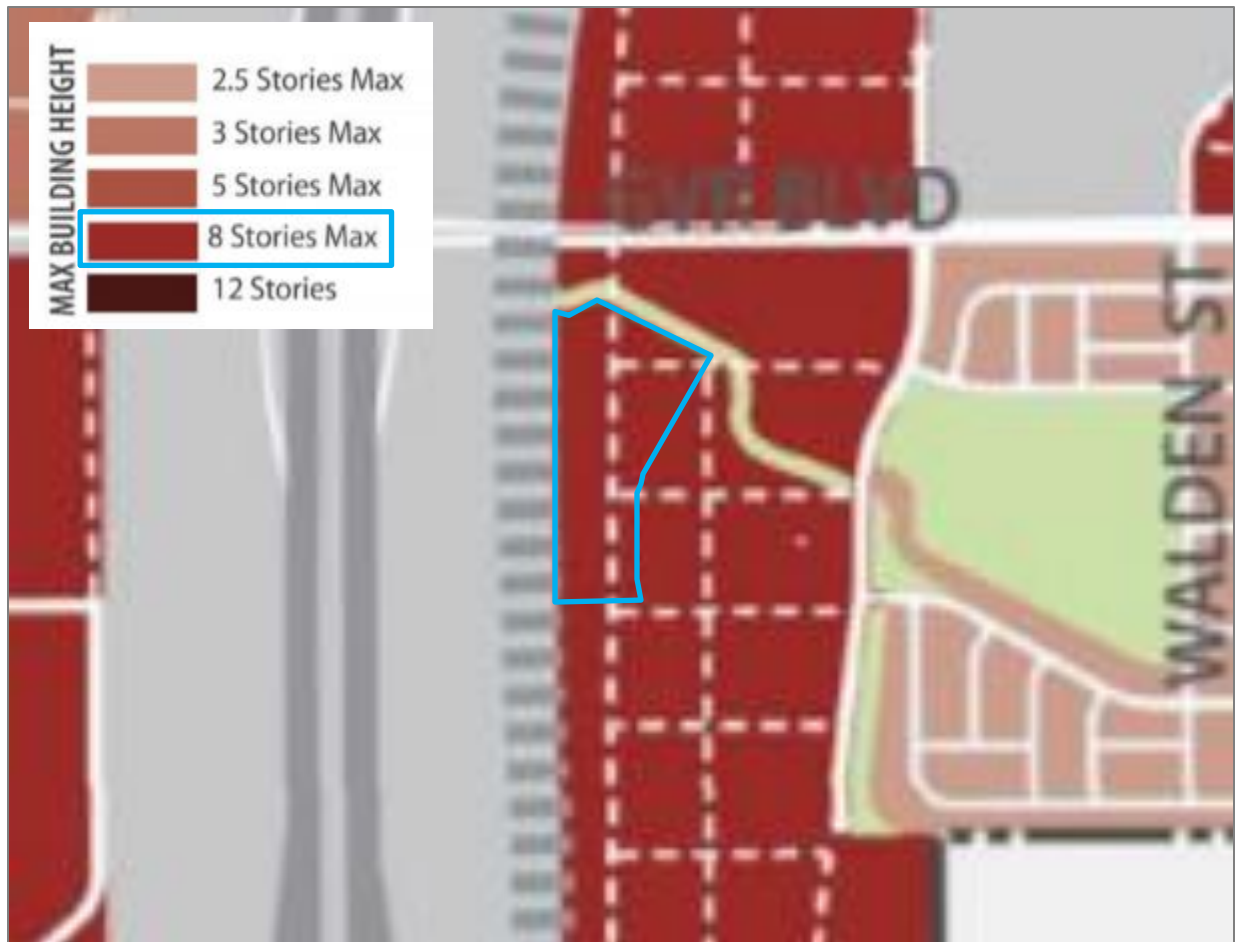 MAX BUILDING HEIGHT
2.5 Stories Max
3 Stories Max
5 Stories Max
8 Stories Max
12 Stories
BLVD
WALDEN ST